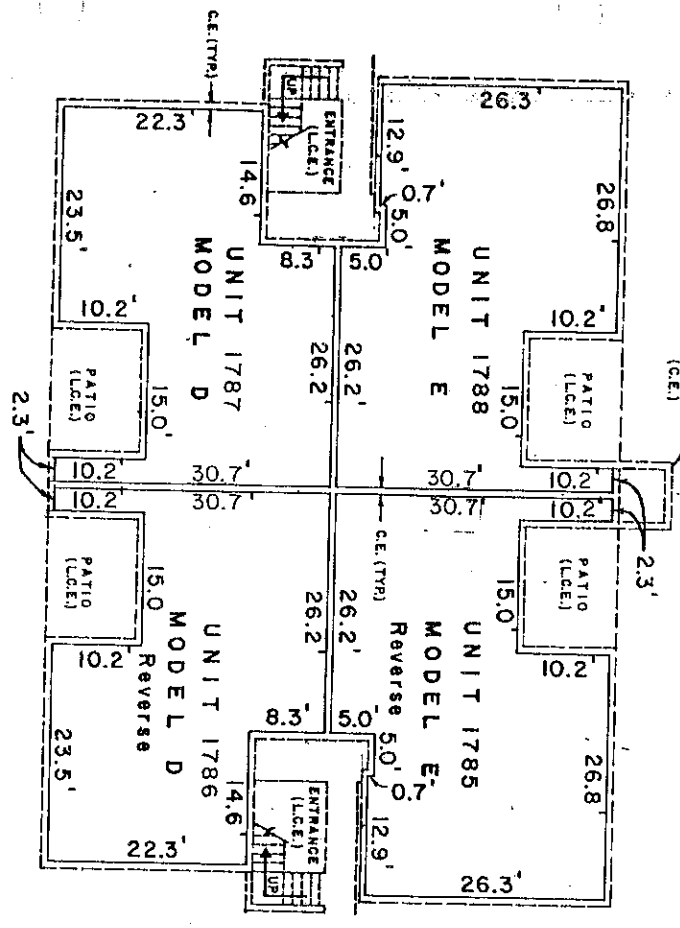 C.E. (TYP.)
22.3'
UP
ENTRANCE
(L.C.E.)
14.6
8.3'
23.5'
UNIT 1787
MODEL D
26.2'
10.2'
PATIO
(L.C.E.)
15.0'
2.3'
10.2'
30.7'
26.3'
12.9'
0.7'
5.0'
5.0'
26.8
UNIT 1788
MODEL E
26.2'
10.2'
PATIO
(L.C.E.)
15.0'
(C.E.)
30.7'
10.2'
2.3'
C.E. (TYP.)
10.2'
30.7'
PATIO
(L.C.E.)
15.0
10.2'
UNIT 1786
MODEL D
Reverse
26.2'
23.5'
8.3'
14.6
22.3'
ENTRANCE
(L.C.E.)
UP
30.7'
10.2'
PATIO
(L.C.E.)
15.0'
10.2'
UNIT 1785
MODEL E
Reverse
26.2'
5.0'
5.0'
0.7'
12.9'
26.8
26.3'